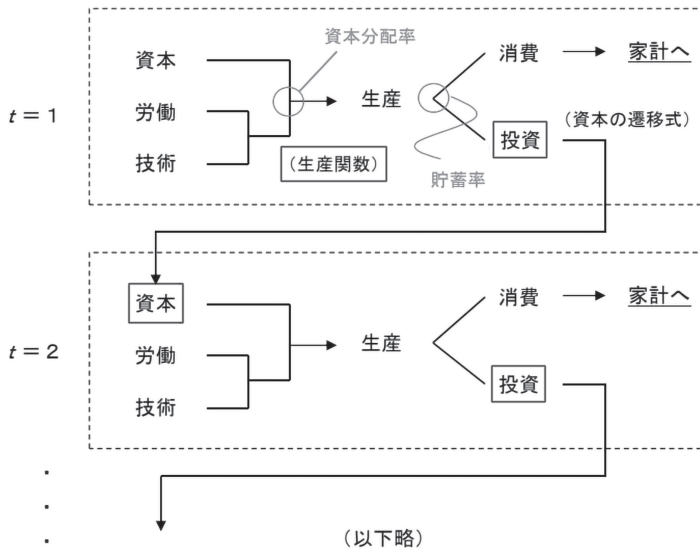 資本分配率
資本
消費
家計へ
t = 1
労働
生産
(資本の遷移式)
技術
(生産関数)
投資
貯蓄率
資本
消費
家計へ
t = 2
労働
生産
技術
投資
・
・
・
(以下略)